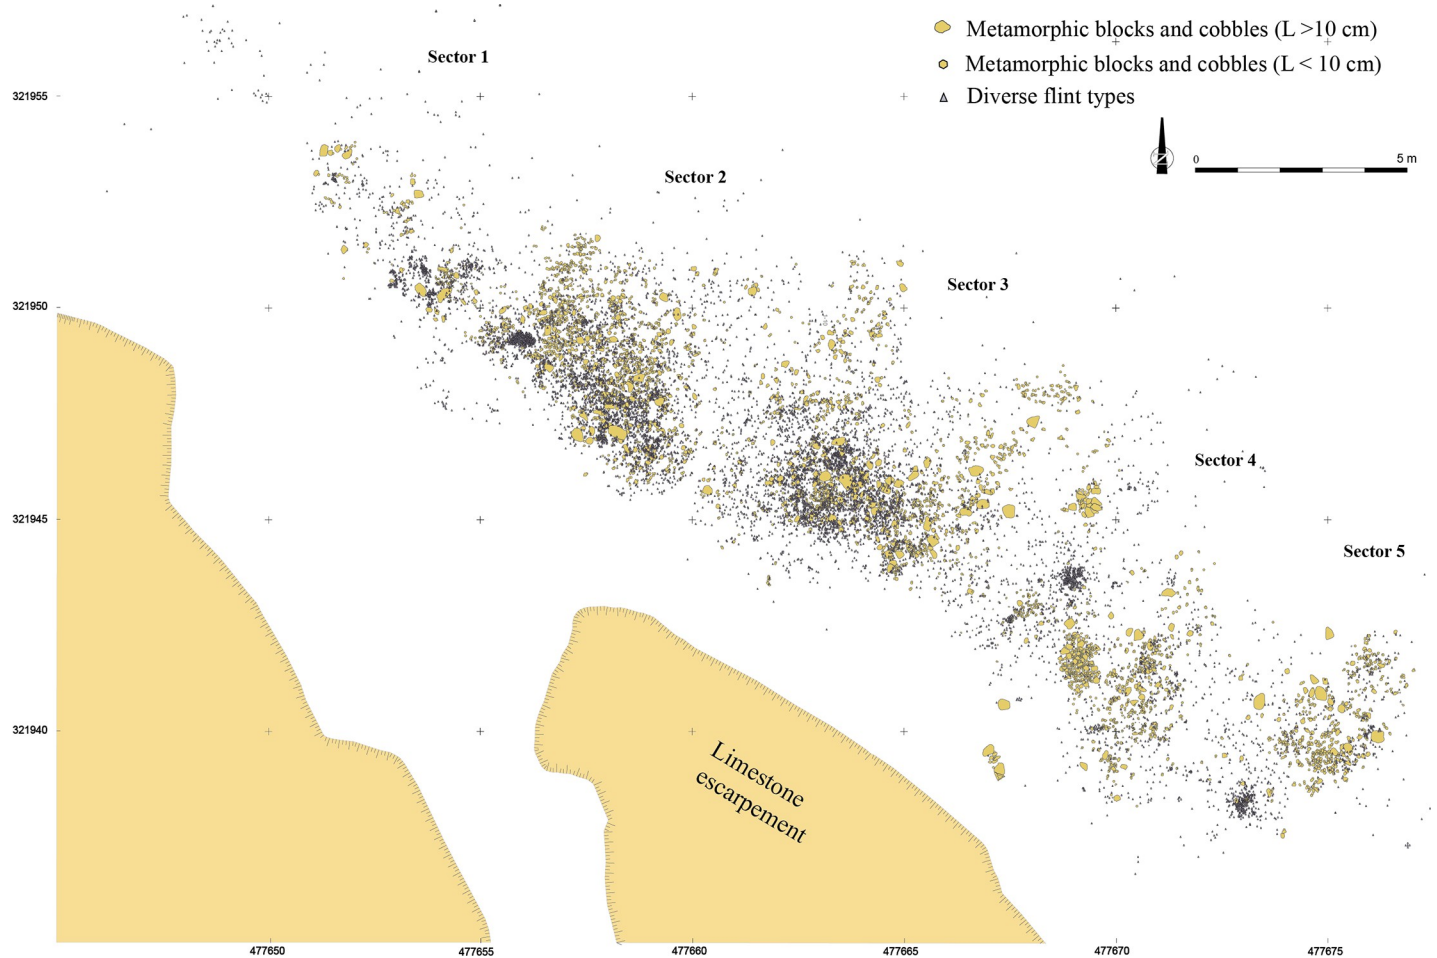 Metamorphic blocks and cobbles (L >10 cm)
Metamorphic blocks and cobbles (L < 10 cm)
Diverse flint types
0 5 m
Sector 1
Sector 2
Sector 3
Sector 4
Sector 5
321955
321950
321945
321940
Limestone
escarpement
477650 477655 477660 477665 477670 477675